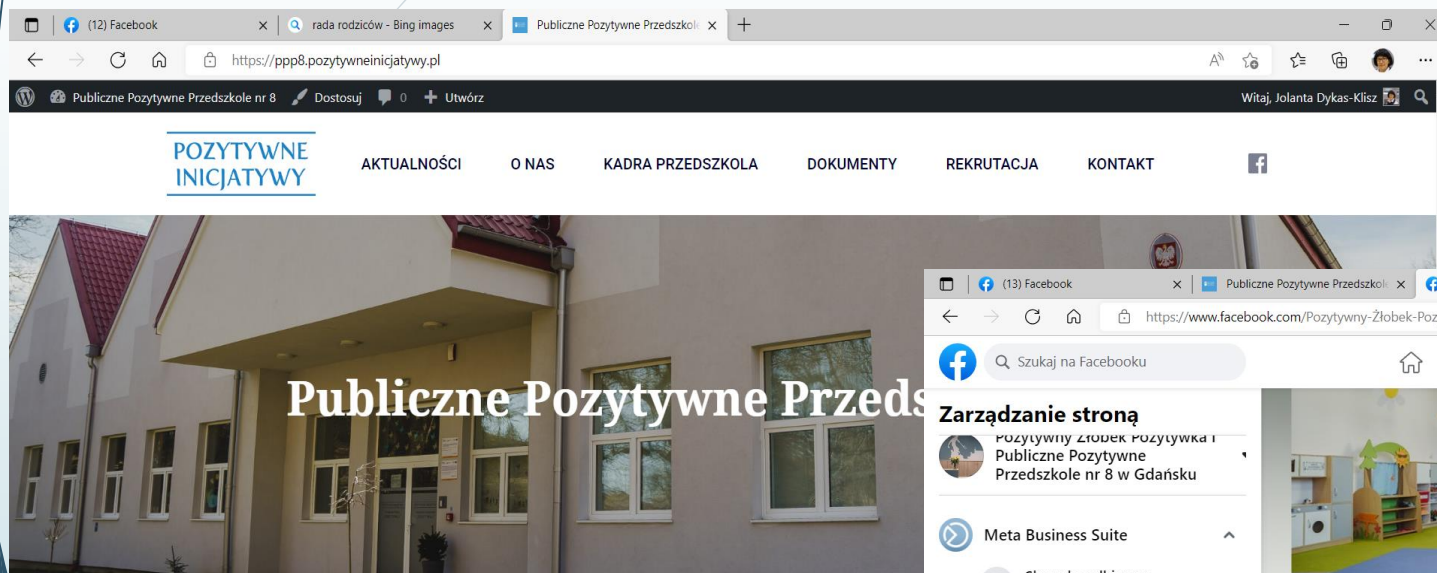 (12) Facebook
rada rodziców - Bing images
Publiczne Pozytywne Przedszkole
https://ppp8.pozytywneinicjatywy.pl
Publiczne Pozytywne Przedszkole nr 8 Dostosuj 0 Utwórz
Witaj, Jolanta Dykas-Klisz
POZYTYWNE
INICJATYWY
AKTUALNOŚCI O NAS KADRA PRZEDSZKOLA DOKUMENTY REKRUTACJA KONTAKT
Publiczne Pozytywne Przeds
(13) Facebook
Publiczne Pozytywne Przedszkole
https://www.facebook.com/Pozytywny-Żłobek-Poz
Szukaj na Facebooku
Zarządzanie stroną
Pozytywny Żłobek Pozytywka i
Publiczne Pozytywne
Przedszkole nr 8 w Gdańsku
Meta Business Suite